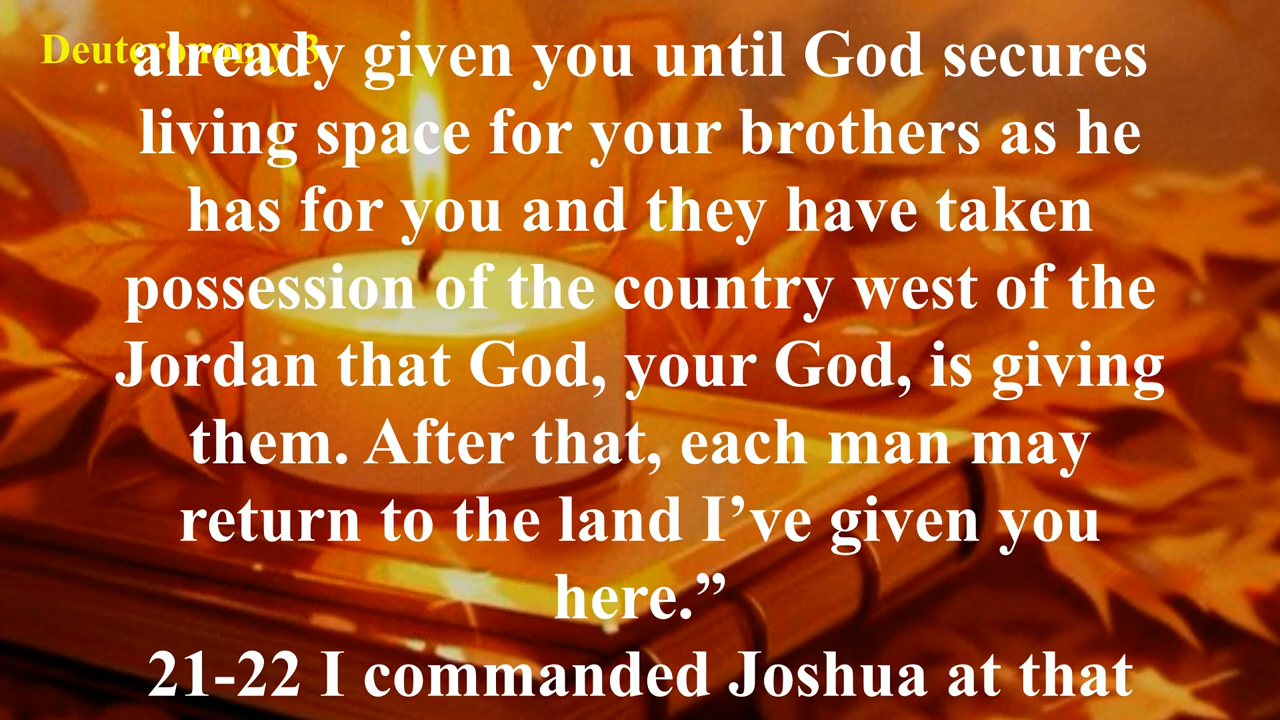 Deuteronomy 3
already given you until God secures
living space for your brothers as he
has for you and they have taken
possession of the country west of the
Jordan that God, your God, is giving
them. After that, each man may
return to the land I’ve given you
here.”
21-22 I commanded Joshua at that